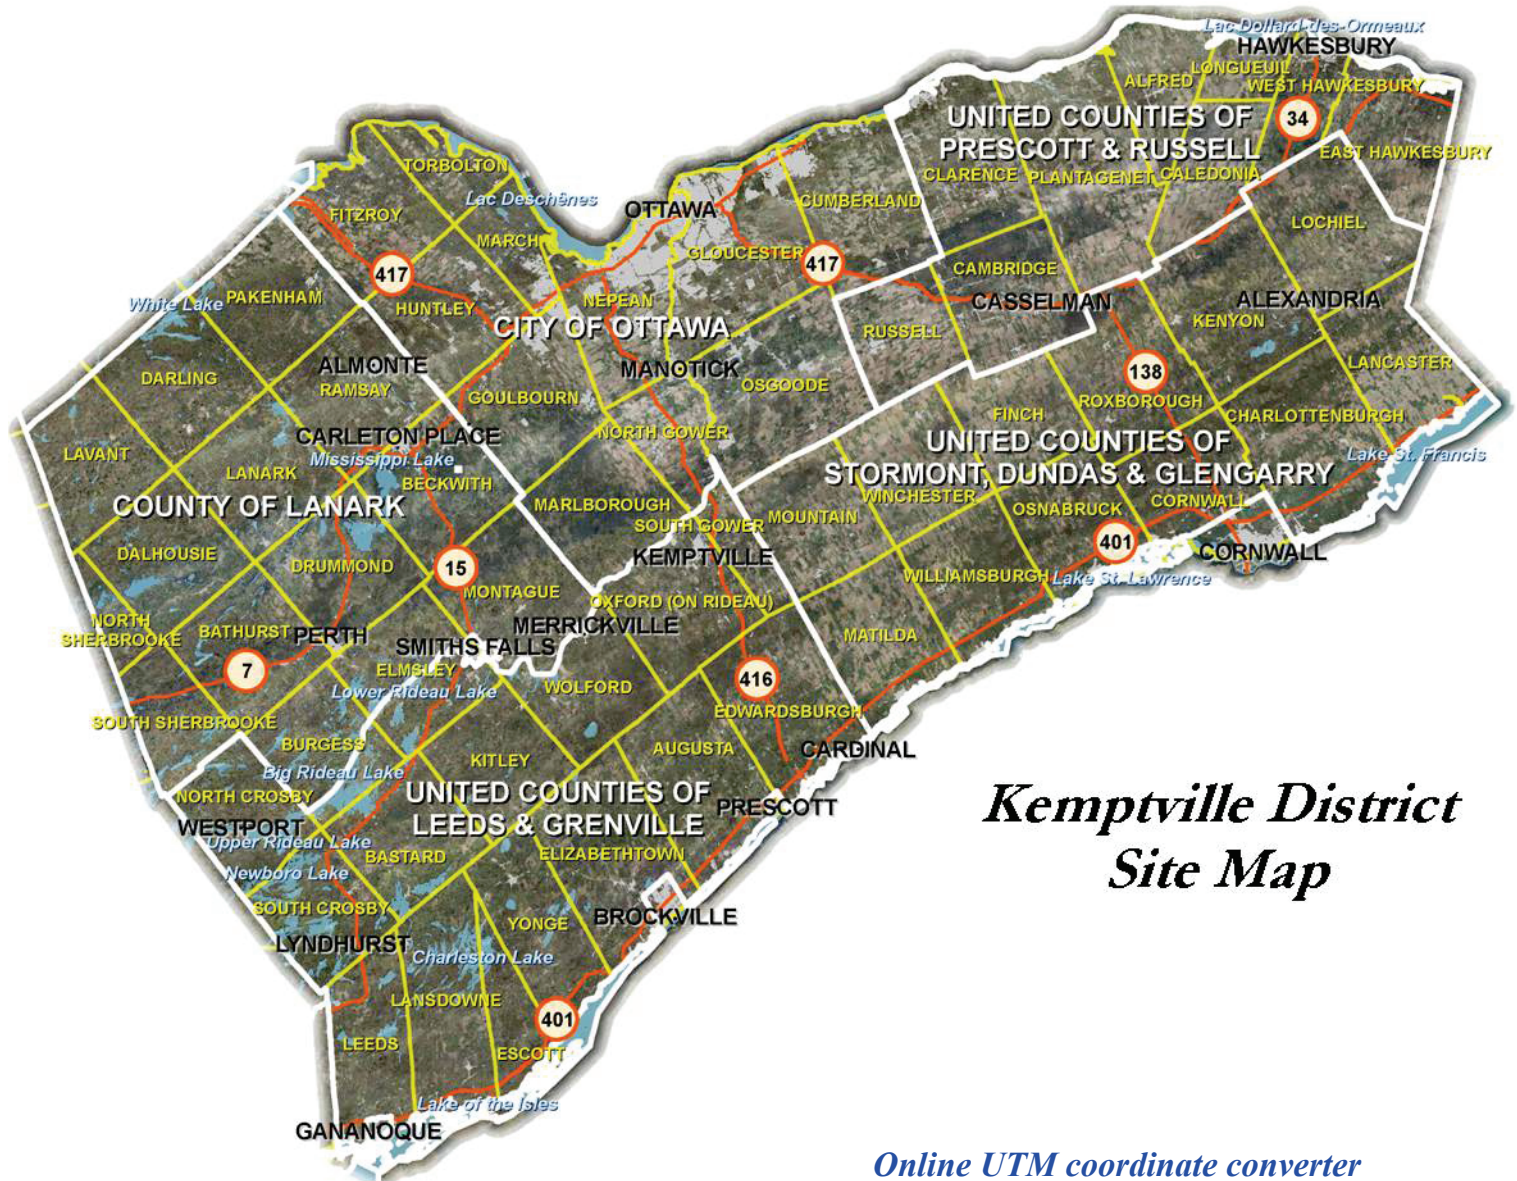 Lac Dollard-des-Ormeaux
HAWKESBURY
LONGUEUIL
ALFRED
WEST HAWKESBURY
UNITED COUNTIES OF
PRESCOTT & RUSSELL
34
EAST HAWKESBURY
CLARENCE
PLANTAGENET
CALEDONIA
TORBOLTON
Lac Deschênes
OTTAWA
CUMBERLAND
FITZROY
MARCH
LOCHIEL
GLOUCESTER
417
417
CAMBRIDGE
White Lake
PAKENHAM
HUNTLEY
NEPEAN
CASSELMAN
ALEXANDRIA
CITY OF OTTAWA
RUSSELL
KENYON
ALMONTE
MANOTICK
138
LANCASTER
DARLING
RAMSAY
GOULBOURN
OSGOODE
ROXBOROUGH
FINCH
CHARLOTTENBURGH
CARLETON PLACE
NORTH GOWER
UNITED COUNTIES OF
STORMONT, DUNDAS & GLENGARRY
LAVANT
Mississippi Lake
Lake St. Francis
LANARK
BECKWITH
WINCHESTER
COUNTY OF LANARK
MARLBOROUGH
OSNABRUCK
CORNWALL
SOUTH GOWER
MOUNTAIN
401
CORNWALL
DALHOUSIE
DRUMMOND
15
KEMPTVILLE
WILLIAMSBURGH
Lake St. Lawrence
MONTAGUE
OXFORD (ON RIDEAU)
NORTH
SHERBROOKE
BATHURST
PERTH
MERRICKVILLE
MATILDA
SMITHS FALLS
7
ELMSLEY
416
Lower Rideau Lake
WOLFORD
EDWARDSBURGH
SOUTH SHERBROOKE
BURGESS
KITLEY
AUGUSTA
CARDINAL
Big Rideau Lake
NORTH CROSBY
UNITED COUNTIES OF
LEEDS & GRENVILLE
PRESCOTT
Kemptville District
Site Map
WESTPORT
Upper Rideau Lake
BASTARD
ELIZABETHTOWN
Newboro Lake
SOUTH CROSBY
YONGE
BROCKVILLE
LYNDHURST
Charleston Lake
LANSDOWNE
401
LEEDS
ESCOTT
Lake of the Isles
GANANOQUE
Online UTM coordinate converter